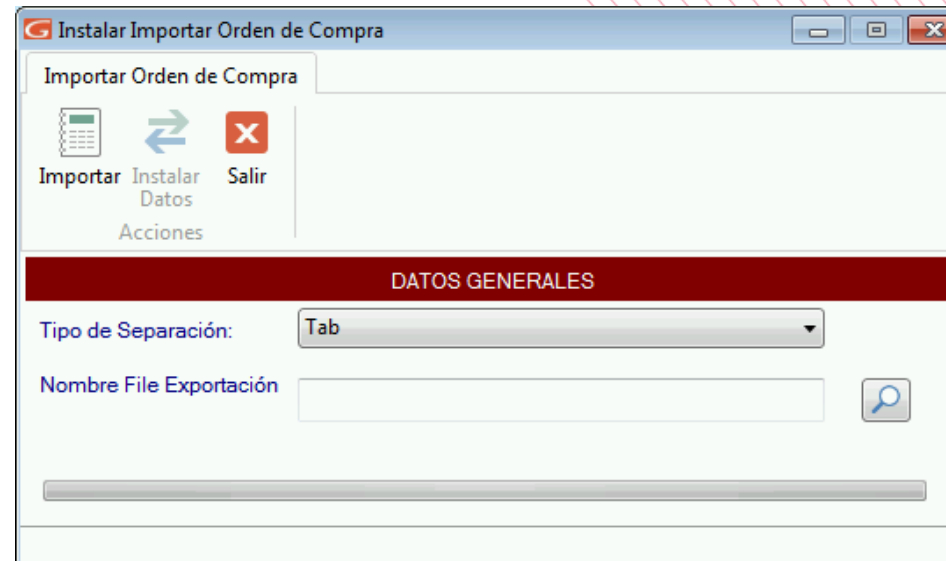 Instalar Importar Orden de Compra
Importar Orden de Compra
Importar Instalar Salir
Datos
Acciones
DATOS GENERALES
Tipo de Separación: Tab
Nombre File Exportación